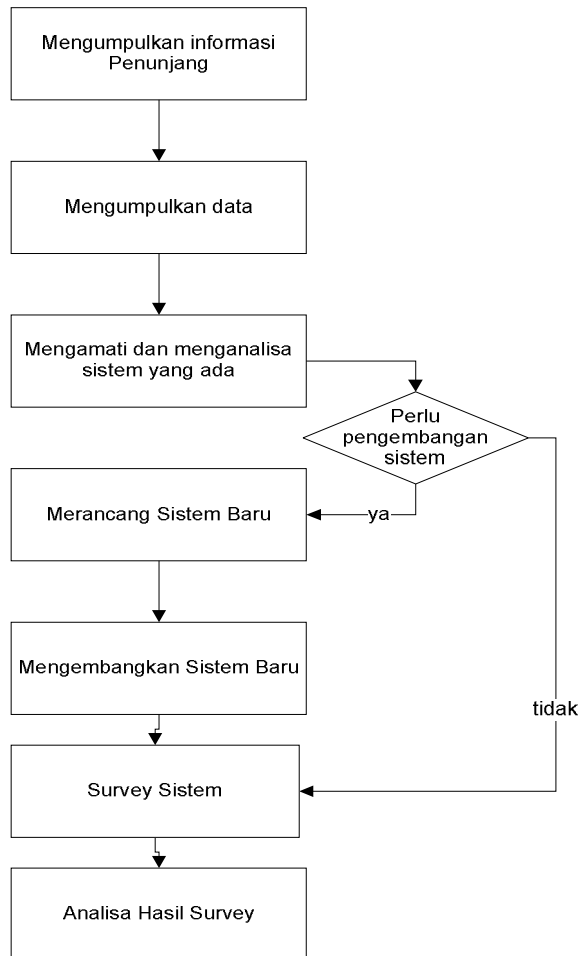 Mengumpulkan informasi
Penunjang
Mengumpulkan data
Mengamati dan menganalisa
sistem yang ada
Perlu
pengembangan
sistem
ya
Merancang Sistem Baru
Mengembangkan Sistem Baru
tidak
Survey Sistem
Analisa Hasil Survey